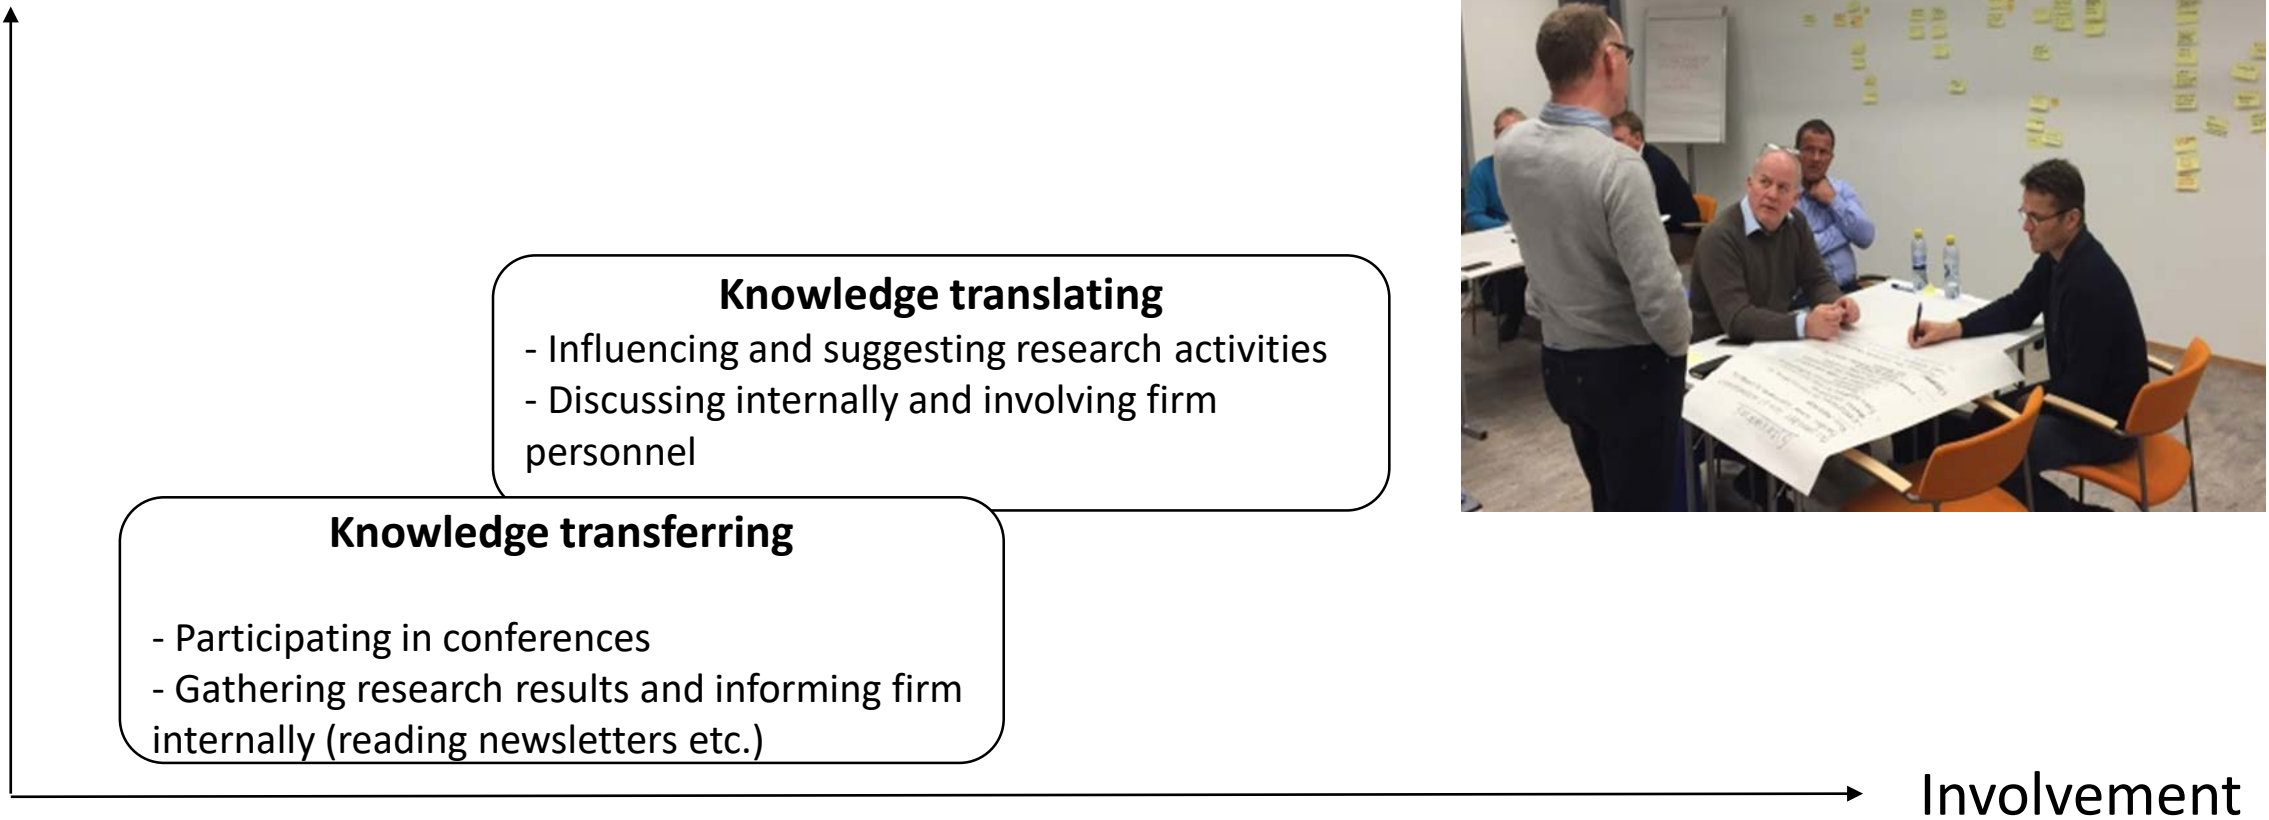 Knowledge translating
- Influencing and suggesting research activities
- Discussing internally and involving firm
personnel
Knowledge transferring
- Participating in conferences
- Gathering research results and informing firm
internally (reading newsletters etc.)
Involvement